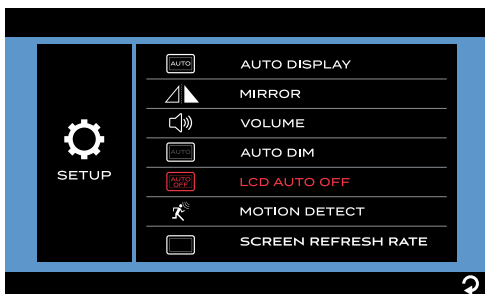 SETUP
AUTO
AUTO DISPLAY
MIRROR
VOLUME
AUTO
AUTO DIM
AUTO OFF
LCD AUTO OFF
MOTION DETECT
SCREEN REFRESH RATE